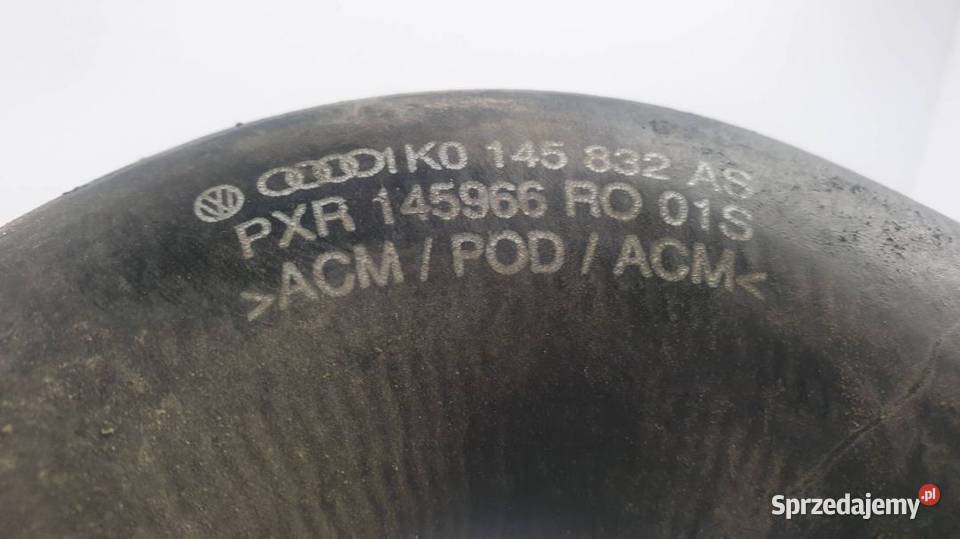 1K0 145 832 AS
PXR 145966 RO 01S
>ACM / POD / ACM<
Sprzedajemy.pl